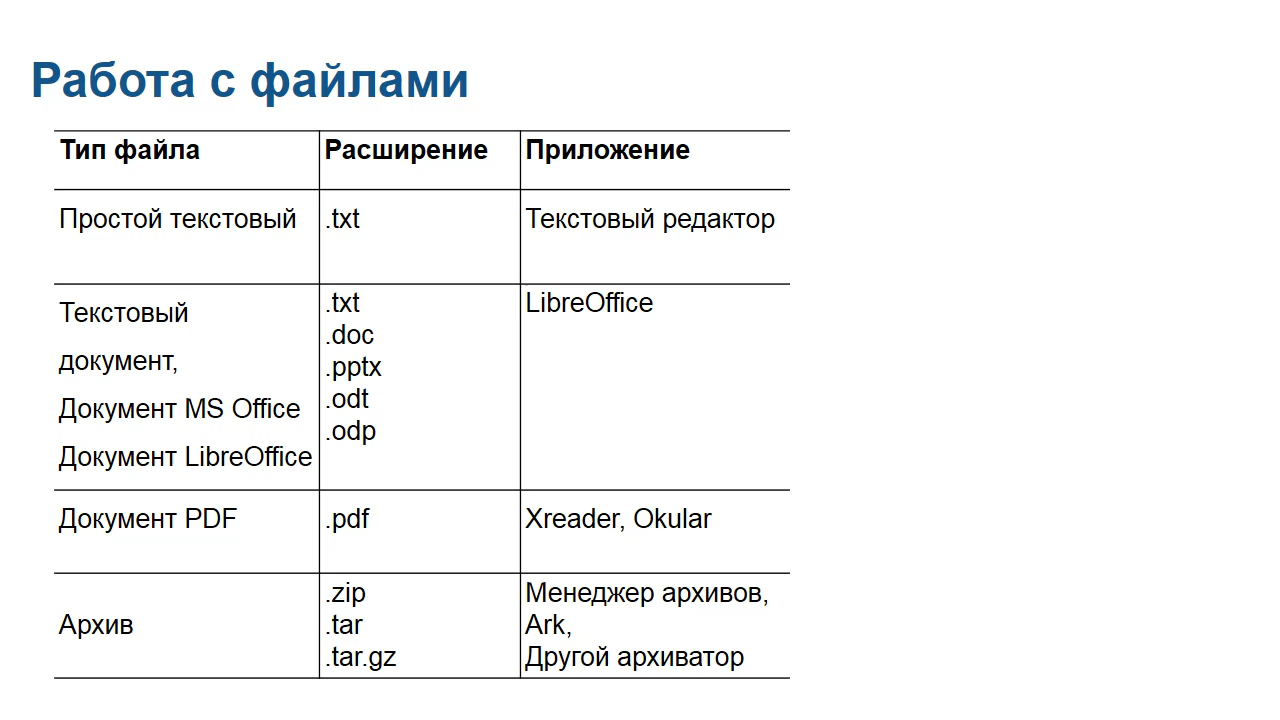 Работа с файлами
Тип файла Расширение Приложение
Простой текстовый .txt Текстовый редактор
Текстовый
документ,
Документ MS Office
Документ LibreOffice
.txt
.doc
.pptx
.odt
.odp
LibreOffice
Документ PDF .pdf Xreader, Okular
Архив
.zip
.tar
.tar.gz
Менеджер архивов,
Ark,
Другой архиватор